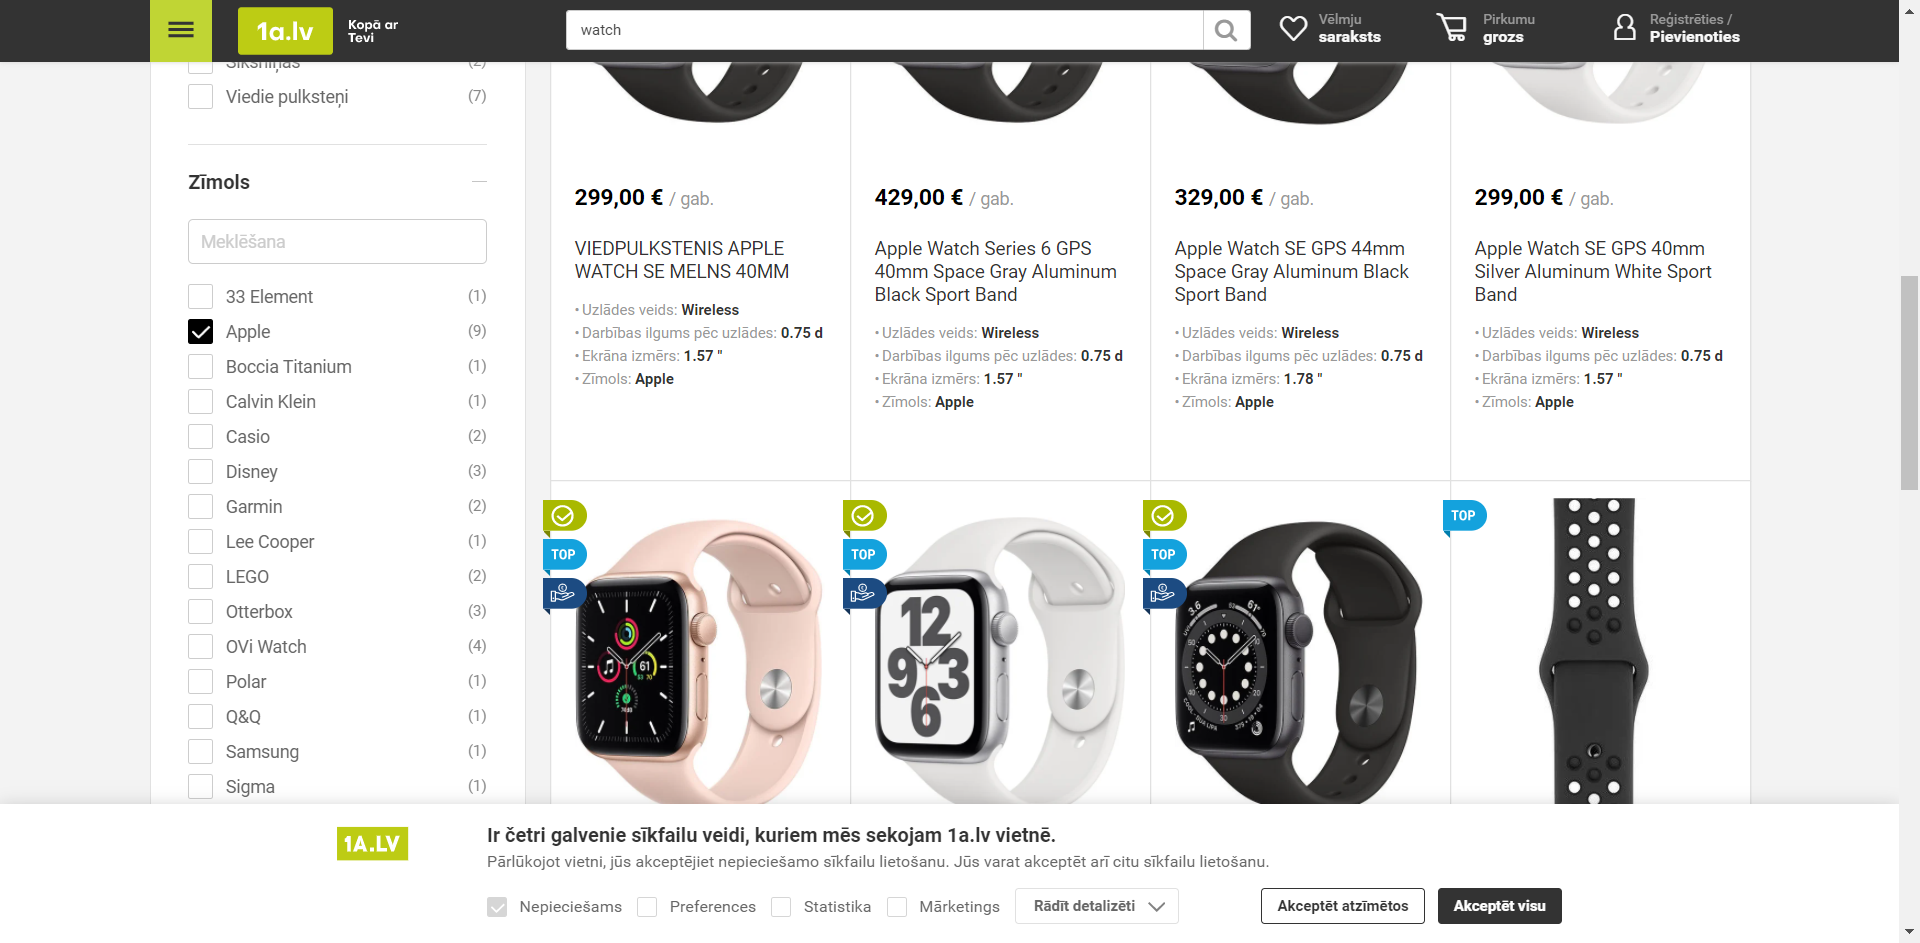 1a.lv
Kopā ar
Tevi
watch
Vēlmju
saraksts
Pirkumu
grozs
Reģistrēties /
Pievienoties
Siksniņas (2)
Viedie pulksteņi (7)
Zīmols
Meklēšana
33 Element (1)
Apple (9)
Boccia Titanium (1)
Calvin Klein (1)
Casio (2)
Disney (3)
Garmin (2)
Lee Cooper (1)
LEGO (2)
Otterbox (3)
OVi Watch (4)
Polar (1)
Q&Q (1)
Samsung (1)
Sigma (1)
299,00 € / gab.
VIEDPULKSTENIS APPLE
WATCH SE MELNS 40MM
• Uzlādes veids: Wireless
• Darbības ilgums pēc uzlādes: 0.75 d
• Ekrāna izmērs: 1.57 "
• Zīmols: Apple
429,00 € / gab.
Apple Watch Series 6 GPS
40mm Space Gray Aluminum
Black Sport Band
• Uzlādes veids: Wireless
• Darbības ilgums pēc uzlādes: 0.75 d
• Ekrāna izmērs: 1.57 "
• Zīmols: Apple
329,00 € / gab.
Apple Watch SE GPS 44mm
Space Gray Aluminum Black
Sport Band
• Uzlādes veids: Wireless
• Darbības ilgums pēc uzlādes: 0.75 d
• Ekrāna izmērs: 1.78 "
• Zīmols: Apple
299,00 € / gab.
Apple Watch SE GPS 40mm
Silver Aluminum White Sport
Band
• Uzlādes veids: Wireless
• Darbības ilgums pēc uzlādes: 0.75 d
• Ekrāna izmērs: 1.57 "
• Zīmols: Apple
TOP
61
TOP
12
9 3
6
TOP
3.6
61°
TOP
1A.LV
Ir četri galvenie sīkfailu veidi, kuriem mēs sekojam 1a.lv vietnē.
Pārlūkojot vietni, jūs akceptējiet nepieciešamo sīkfailu lietošanu. Jūs varat akceptēt arī citu sīkfailu lietošanu.
Nepieciešams
Preferences
Statistika
Mārketings
Rādīt detalizēti
Akceptēt atzīmētos
Akceptēt visu